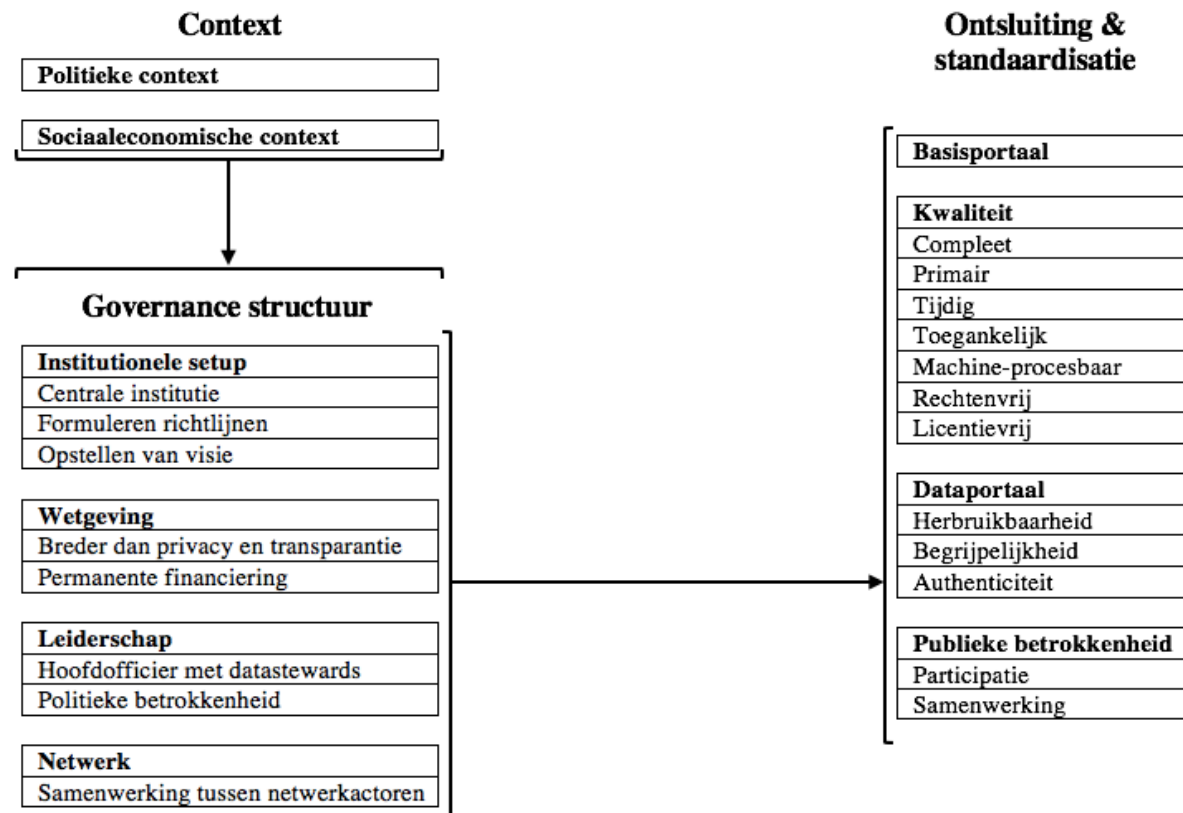 Context
Politieke context
Sociaaleconomische context
Governance structuur
Institutionele setup
Centrale institutie
Formuleren richtlijnen
Opstellen van visie
Wetgeving
Breder dan privacy en transparantie
Permanente financiering
Leiderschap
Hoofdofficier met datastewards
Politieke betrokkenheid
Netwerk
Samenwerking tussen netwerkactoren
Ontsluiting &
standaardisatie
Basisportaal
Kwaliteit
Compleet
Primair
Tijdig
Toegankelijk
Machine-procesbaar
Rechtenvrij
Licentievrij
Dataportaal
Herbruikbaarheid
Begrijpelijkheid
Authenticiteit
Publieke betrokkenheid
Participatie
Samenwerking